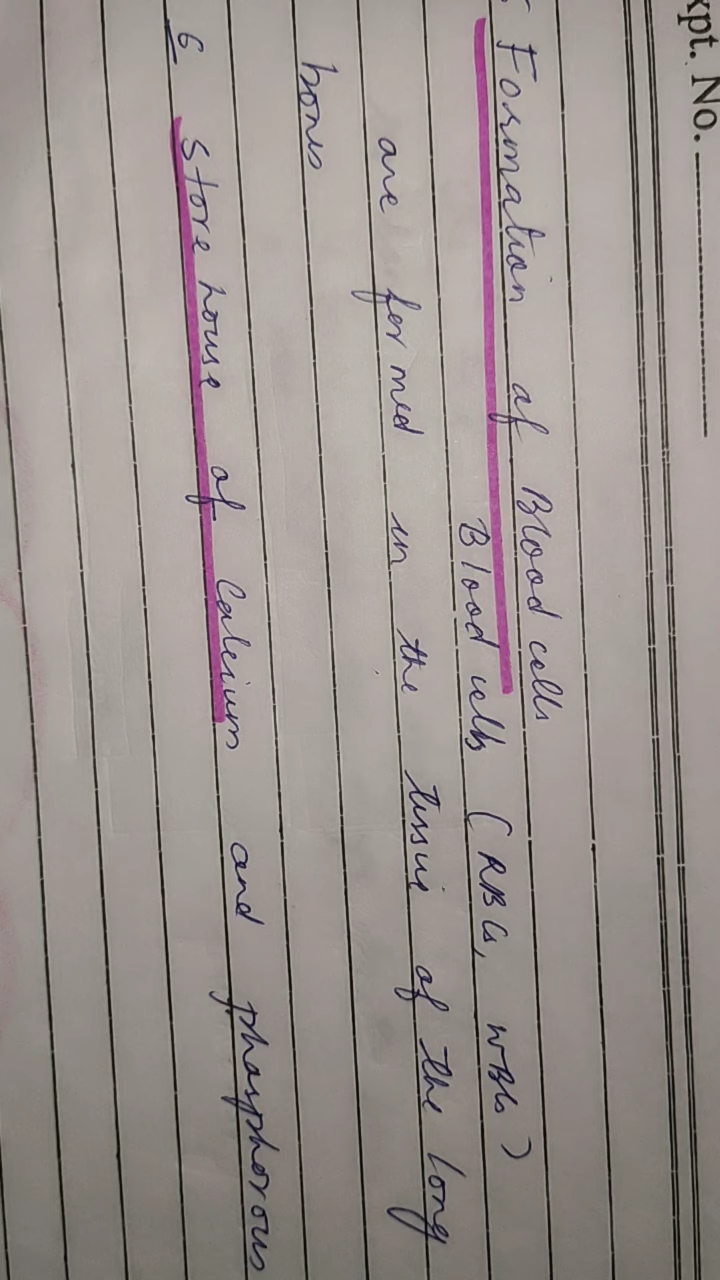 xpt. No.
Formation of Blood cells
Blood cells (RBCs, WBCs)
are formed in the tissue of the long
bones
6 Store house of Calcium and phosphorous